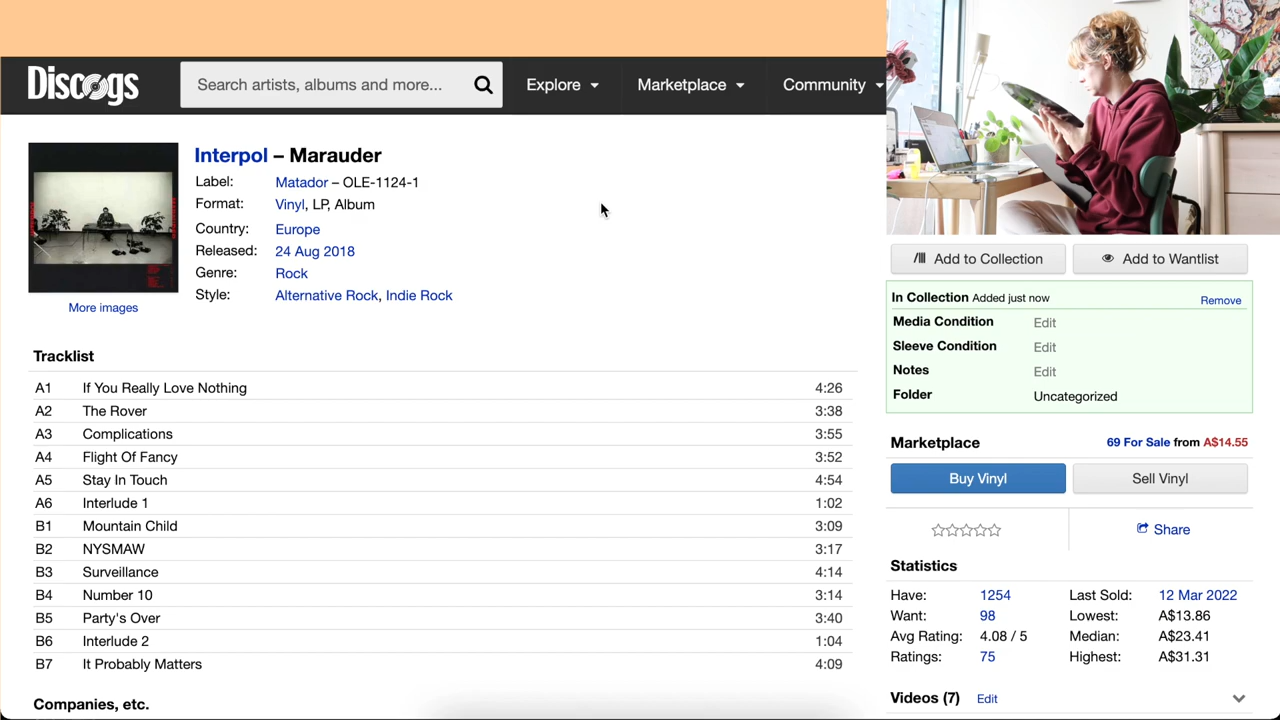 Discogs
Search artists, albums and more...
Explore
Marketplace
Community
Interpol – Marauder
Label: Matador – OLE-1124-1
Format: Vinyl, LP, Album
Country: Europe
Released: 24 Aug 2018
Genre: Rock
Style: Alternative Rock, Indie Rock
More images
Tracklist
A1 If You Really Love Nothing 4:26
A2 The Rover 3:38
A3 Complications 3:55
A4 Flight Of Fancy 3:52
A5 Stay In Touch 4:54
A6 Interlude 1 1:02
B1 Mountain Child 3:09
B2 NYSMAW 3:17
B3 Surveillance 4:14
B4 Number 10 3:14
B5 Party's Over 3:40
B6 Interlude 2 1:04
B7 It Probably Matters 4:09
Companies, etc.
Add to Collection
Add to Wantlist
In Collection Added just now Remove
Media Condition Edit
Sleeve Condition Edit
Notes Edit
Folder Uncategorized
Marketplace 69 For Sale from A$14.55
Buy Vinyl
Sell Vinyl
Share
Statistics
Have: 1254 Last Sold: 12 Mar 2022
Want: 98 Lowest: A$13.86
Avg Rating: 4.08 / 5 Median: A$23.41
Ratings: 75 Highest: A$31.31
Videos (7) Edit